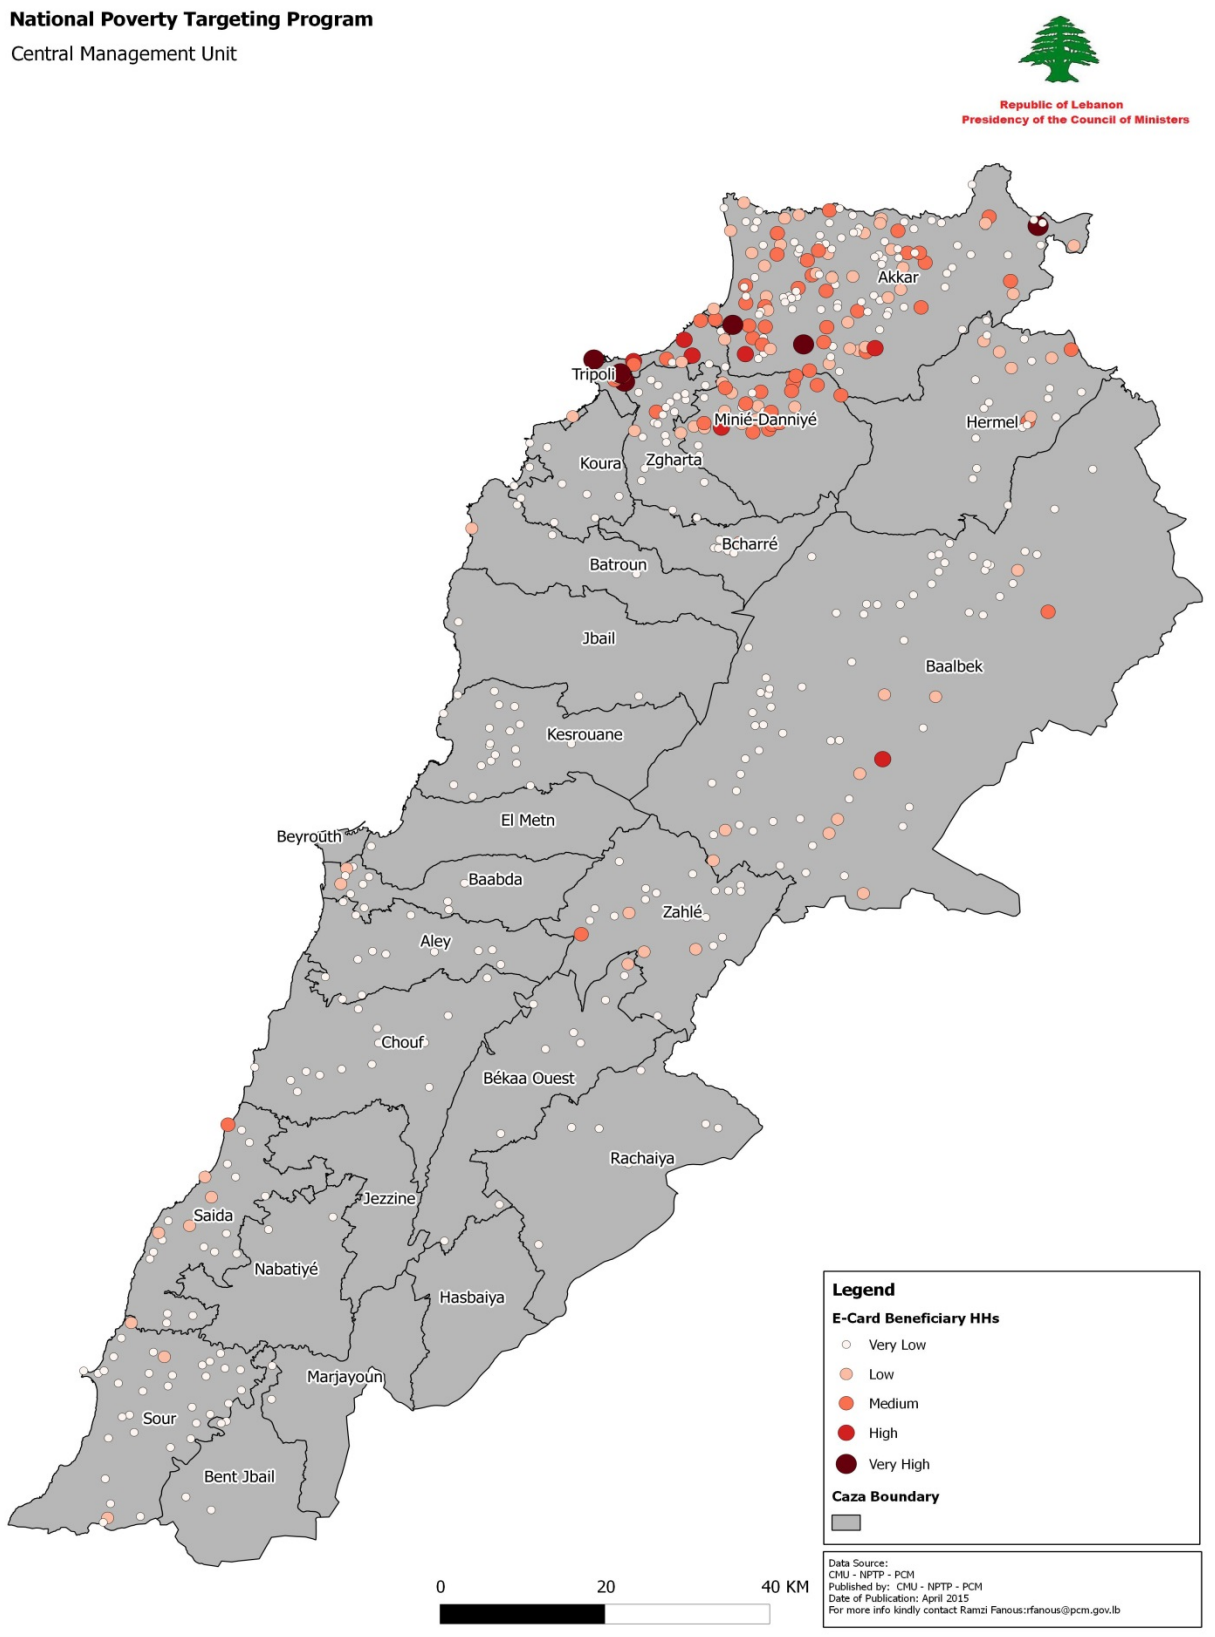 National Poverty Targeting Program
Central Management Unit
Republic of Lebanon
Presidency of the Council of Ministers
Akkar
Tripoli
Minié-Danniyé
Hermel
Koura
Zgharta
Bcharré
Batroun
Jbail
Baalbek
Kesrouane
El Metn
Beyrouth
Baabda
Zahlé
Aley
Chouf
Békaa Ouest
Rachaiya
Jezzine
Saida
Nabatiyé
Hasbaiya
Marjayoun
Sour
Bent Jbail
Legend
E-Card Beneficiary HHs
Very Low
Low
Medium
High
Very High
Caza Boundary
Data Source:
CMU - NPTP - PCM
Published by: CMU - NPTP - PCM
Date of Publication: April 2015
For more info kindly contact Ramzi Fanous:rfanous@pcm.gov.lb
0 20 40 KM